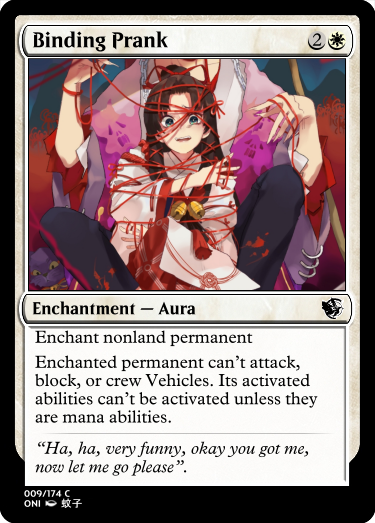 Binding Prank 2
Enchantment — Aura
Enchant nonland permanent
Enchanted permanent can't attack,
block, or crew Vehicles. Its activated
abilities can't be activated unless they
are mana abilities.
“Ha, ha, very funny, okay you got me,
now let me go please”.
009/174 C
ONI 蚊子